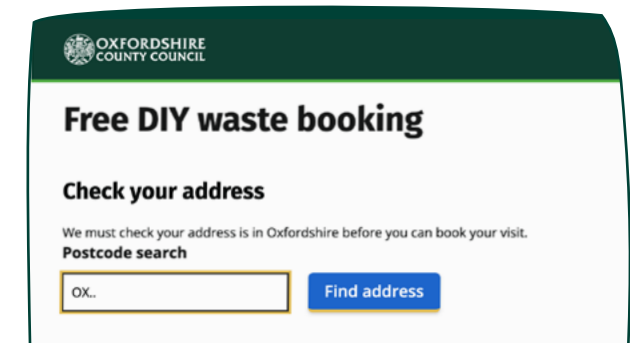 OXFORDSHIRE
COUNTY COUNCIL
Free DIY waste booking
Check your address
We must check your address is in Oxfordshire before you can book your visit.
Postcode search
OX..
Find address